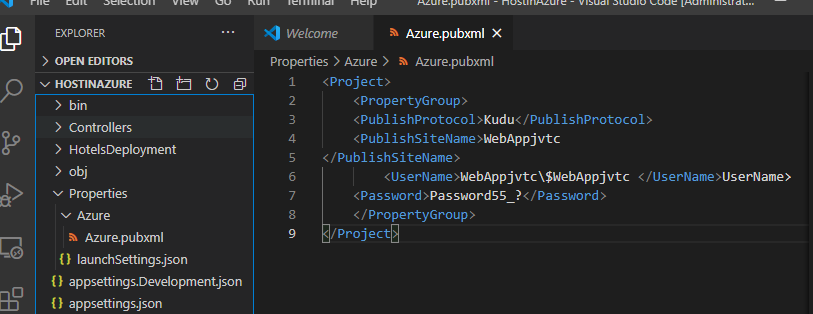 File Edit Selection View Go Run Terminal Help Azure.pubxml - HostinAzure - Visual Studio Code [Administrat...
EXPLORER
OPEN EDITORS
HOSTINAZURE
bin
Controllers
HotelsDeployment
obj
Properties
Azure
Azure.pubxml
launchSettings.json
appsettings.Development.json
appsettings.json
Welcome
Azure.pubxml
Properties > Azure > Azure.pubxml
1 <Project>
2 <PropertyGroup>
3 <PublishProtocol>Kudu</PublishProtocol>
4 <PublishSiteName>WebAppjvtc
5 </PublishSiteName>
6 <UserName>WebAppjvtc\$WebAppjvtc </UserName>UserName>
7 <Password>Password55_?</Password>
8 </PropertyGroup>
9 </Project>